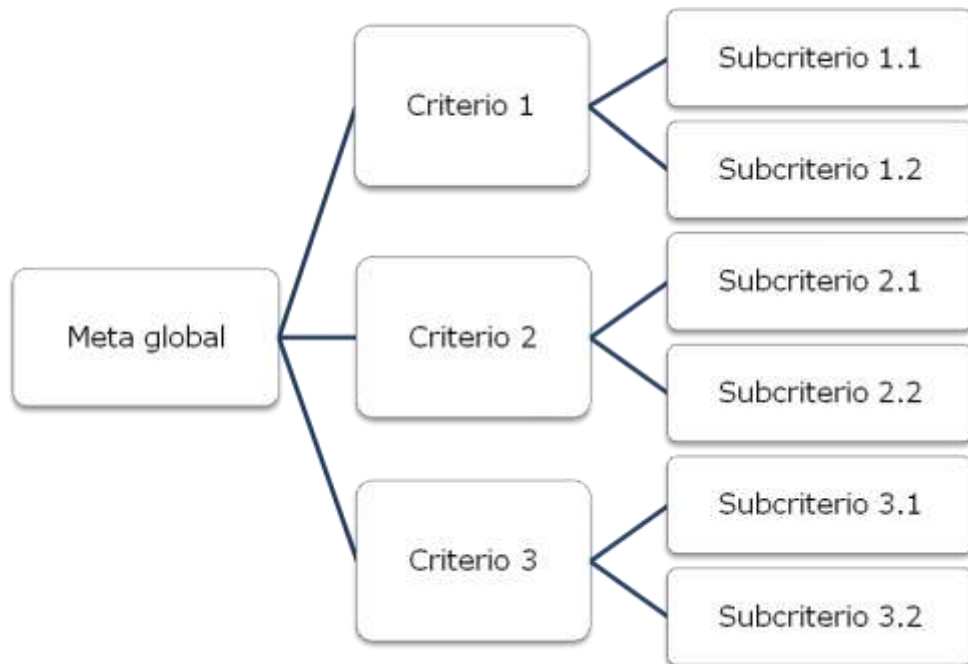 Meta global
Criterio 1
Subcriterio 1.1
Subcriterio 1.2
Criterio 2
Subcriterio 2.1
Subcriterio 2.2
Criterio 3
Subcriterio 3.1
Subcriterio 3.2